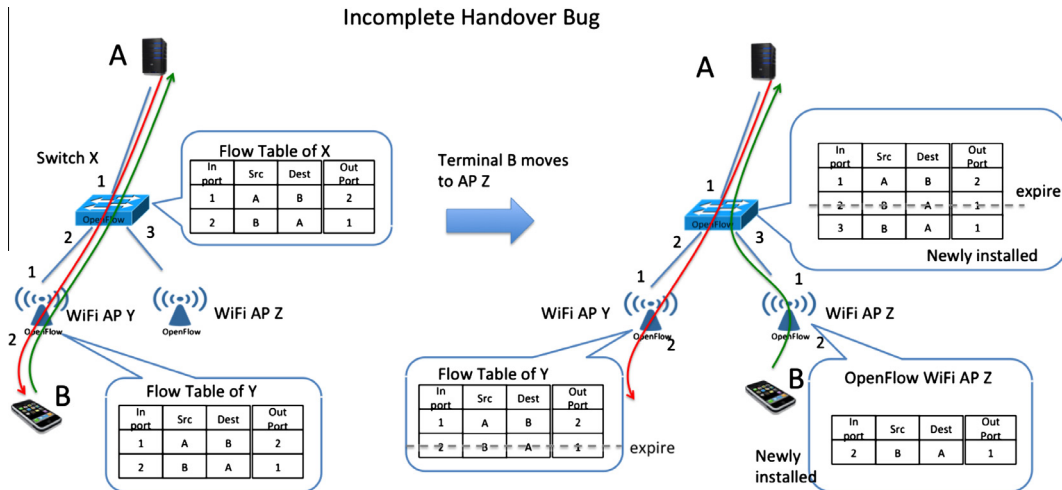 Incomplete Handover Bug
A
Switch X
1
OpenFlow
2
3
Flow Table of X
In port Src Dest Out Port
1 A B 2
2 B A 1
1
WiFi AP Y
2
OpenFlow
WiFi AP Z
OpenFlow
B
Flow Table of Y
In port Src Dest Out Port
1 A B 2
2 B A 1
Terminal B moves
to AP Z
A
1
OpenFlow
2
3
In port Src Dest Out Port
1 A B 2
2 B A 1
expire
3 B A 1
Newly installed
1
WiFi AP Y
OpenFlow
2
1
WiFi AP Z
OpenFlow
2
B
Flow Table of Y
In port Src Dest Out Port
1 A B 2
2 B A 1
expire
OpenFlow WiFi AP Z
In port Src Dest Out Port
2 B A 1
Newly
installed